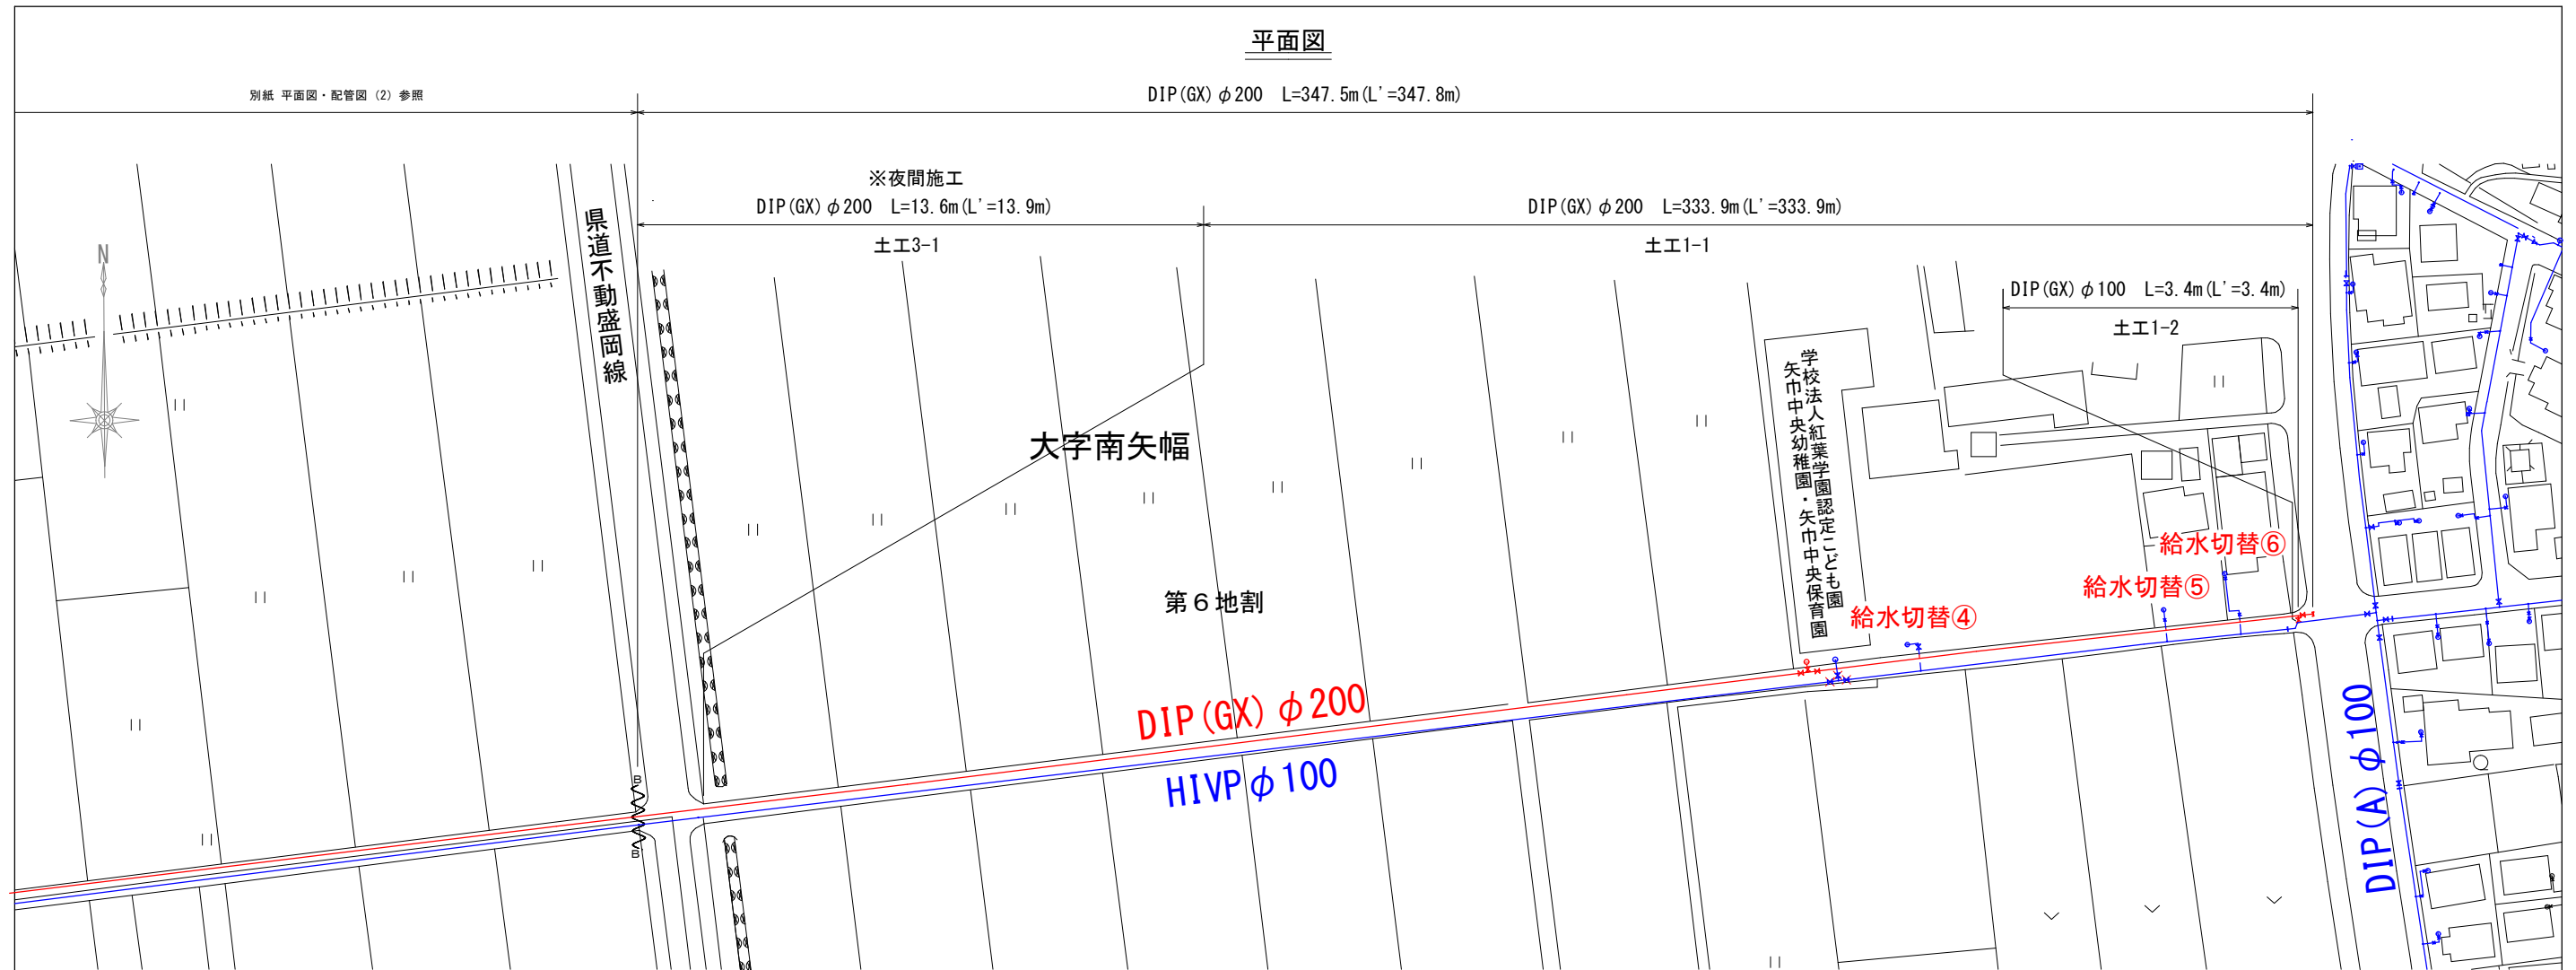 平面図
別紙 平面図・配管図 (2) 参照
DIP(GX)φ200 L=347.5m(L'=347.8m)
※夜間施工
DIP(GX)φ200 L=13.6m(L'=13.9m)
土工3-1
DIP(GX)φ200 L=333.9m(L'=333.9m)
土工1-1
DIP(GX)φ100 L=3.4m(L'=3.4m)
土工1-2
N
県道不動盛岡線
大字南矢幅
第6地割
学校法人紅葉学園認定こども園
矢巾中央幼稚園・矢巾中央保育園
給水切替⑥
給水切替⑤
給水切替④
DIP(GX)φ200
HIVPφ100
DIP(A)φ100
B
B